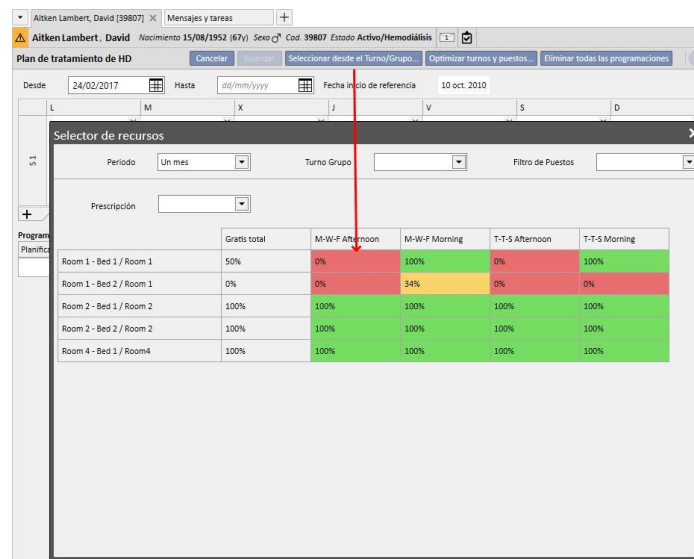 Aitken Lambert, David [39807] × Mensajes y tareas +
Aitken Lambert, David Nacimiento 15/08/1952 (67y) Sexo ♂ Cod. 39807 Estado Activo/Hemodiálisis 1
Plan de tratamiento de HD Cancelar Guardar Seleccionar desde el Turno/Grupo... Optimizar turnos y puestos... Eliminar todas las programaciones
Desde 24/02/2017 Hasta dd/mm/yyyy Fecha inicio de referencia 10 oct. 2010
L M X J V S D
S 1
+
Program
Planific
Selector de recursos ×
Periodo Un mes Turno Grupo Filtro de Puestos
Prescripción
Gratis total M-W-F Afternoon M-W-F Morning T-T-S Afternoon T-T-S Morning
Room 1 - Bed 1 / Room 1 50% 0% 100% 0% 100%
Room 1 - Bed 2 / Room 1 0% 0% 34% 0% 0%
Room 2 - Bed 1 / Room 2 100% 100% 100% 100% 100%
Room 2 - Bed 2 / Room 2 100% 100% 100% 100% 100%
Room 4 - Bed 1 / Room4 100% 100% 100% 100% 100%